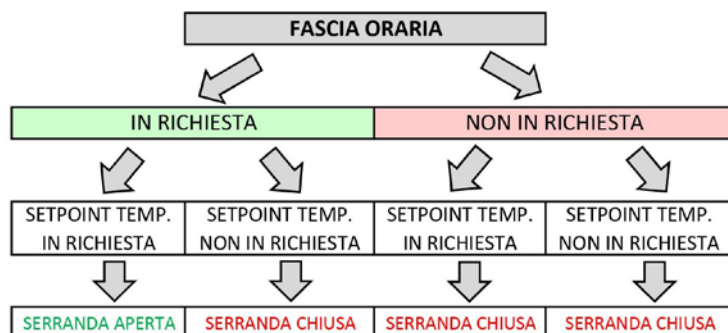 FASCIA ORARIA
IN RICHIESTA
NON IN RICHIESTA
SETPOINT TEMP.
IN RICHIESTA
SETPOINT TEMP.
NON IN RICHIESTA
SETPOINT TEMP.
IN RICHIESTA
SETPOINT TEMP.
NON IN RICHIESTA
SERRANDA APERTA
SERRANDA CHIUSA
SERRANDA CHIUSA
SERRANDA CHIUSA